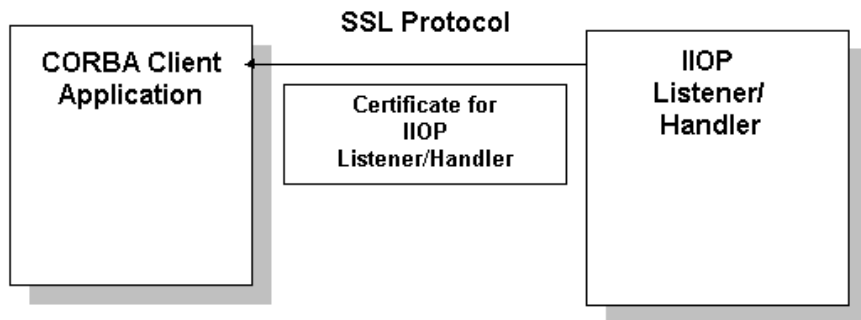 SSL Protocol
CORBA Client
Application
Certificate for
IIOP
Listener/Handler
IIOP
Listener/
Handler